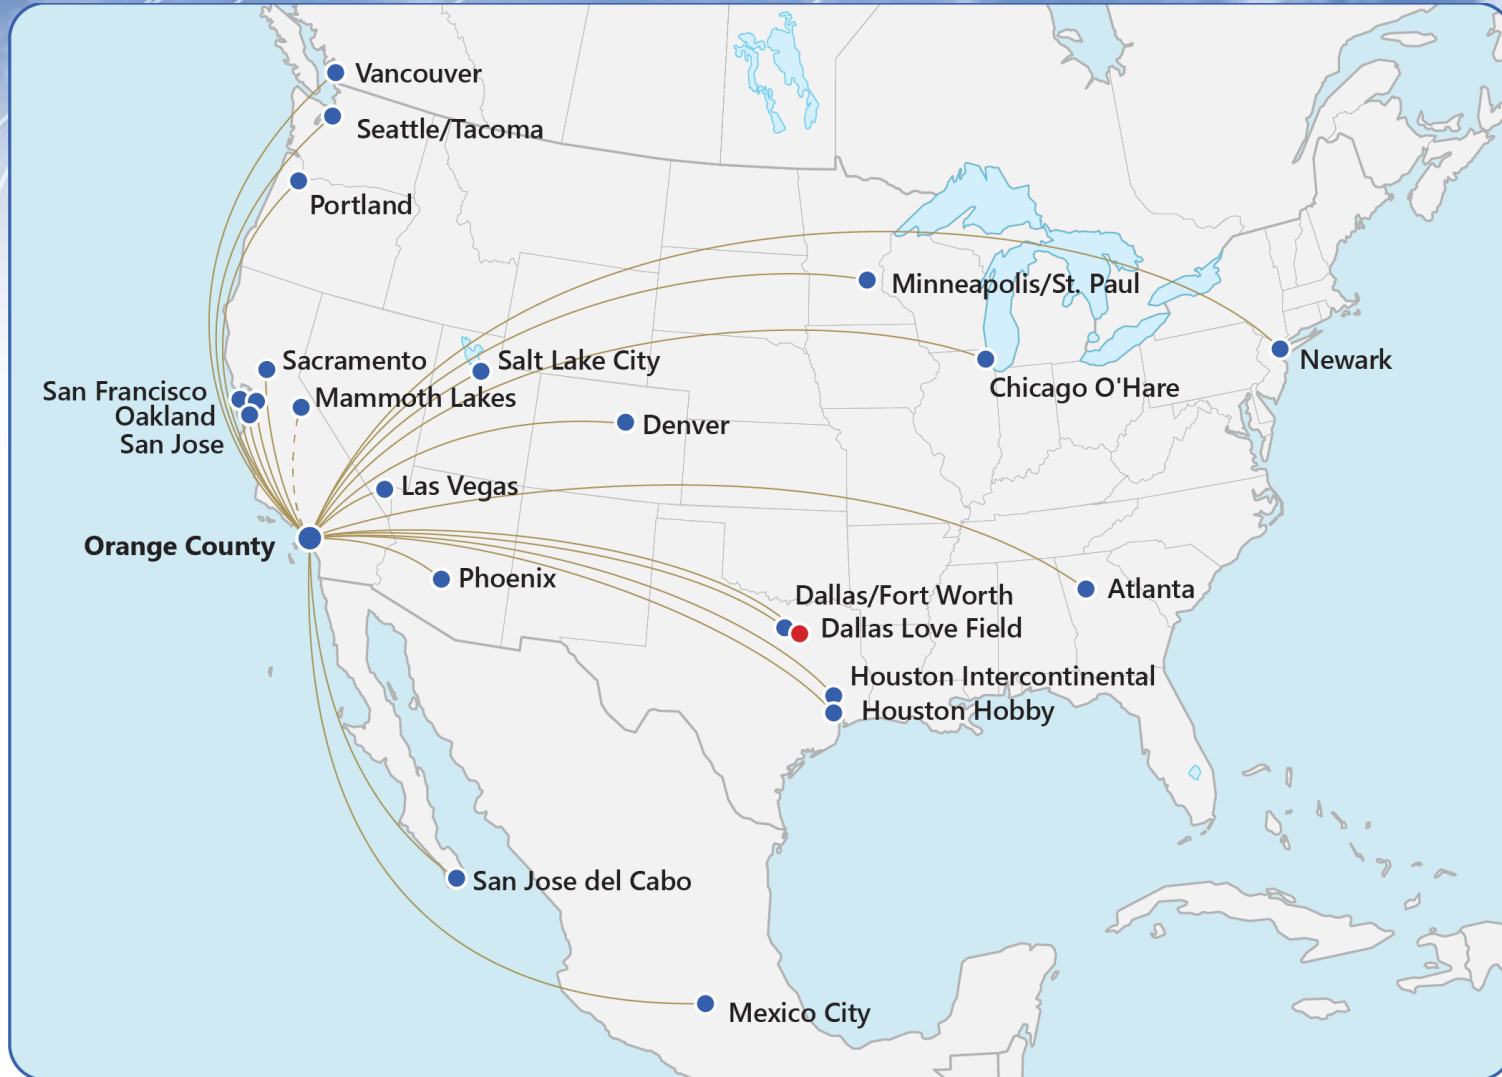 Vancouver
Seattle/Tacoma
Portland
Minneapolis/St. Paul
Sacramento
Salt Lake City
Newark
San Francisco
Mammoth Lakes
Chicago O'Hare
Oakland
Denver
San Jose
Las Vegas
Orange County
Phoenix
Atlanta
Dallas/Fort Worth
Dallas Love Field
Houston Intercontinental
Houston Hobby
San Jose del Cabo
Mexico City